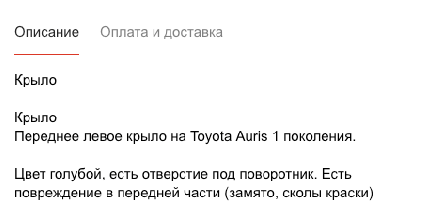 Описание Оплата и доставка
Крыло
Крыло
Переднее левое крыло на Toyota Auris 1 поколения.
Цвет голубой, есть отверстие под поворотник. Есть
повреждение в передней части (замято, сколы краски)